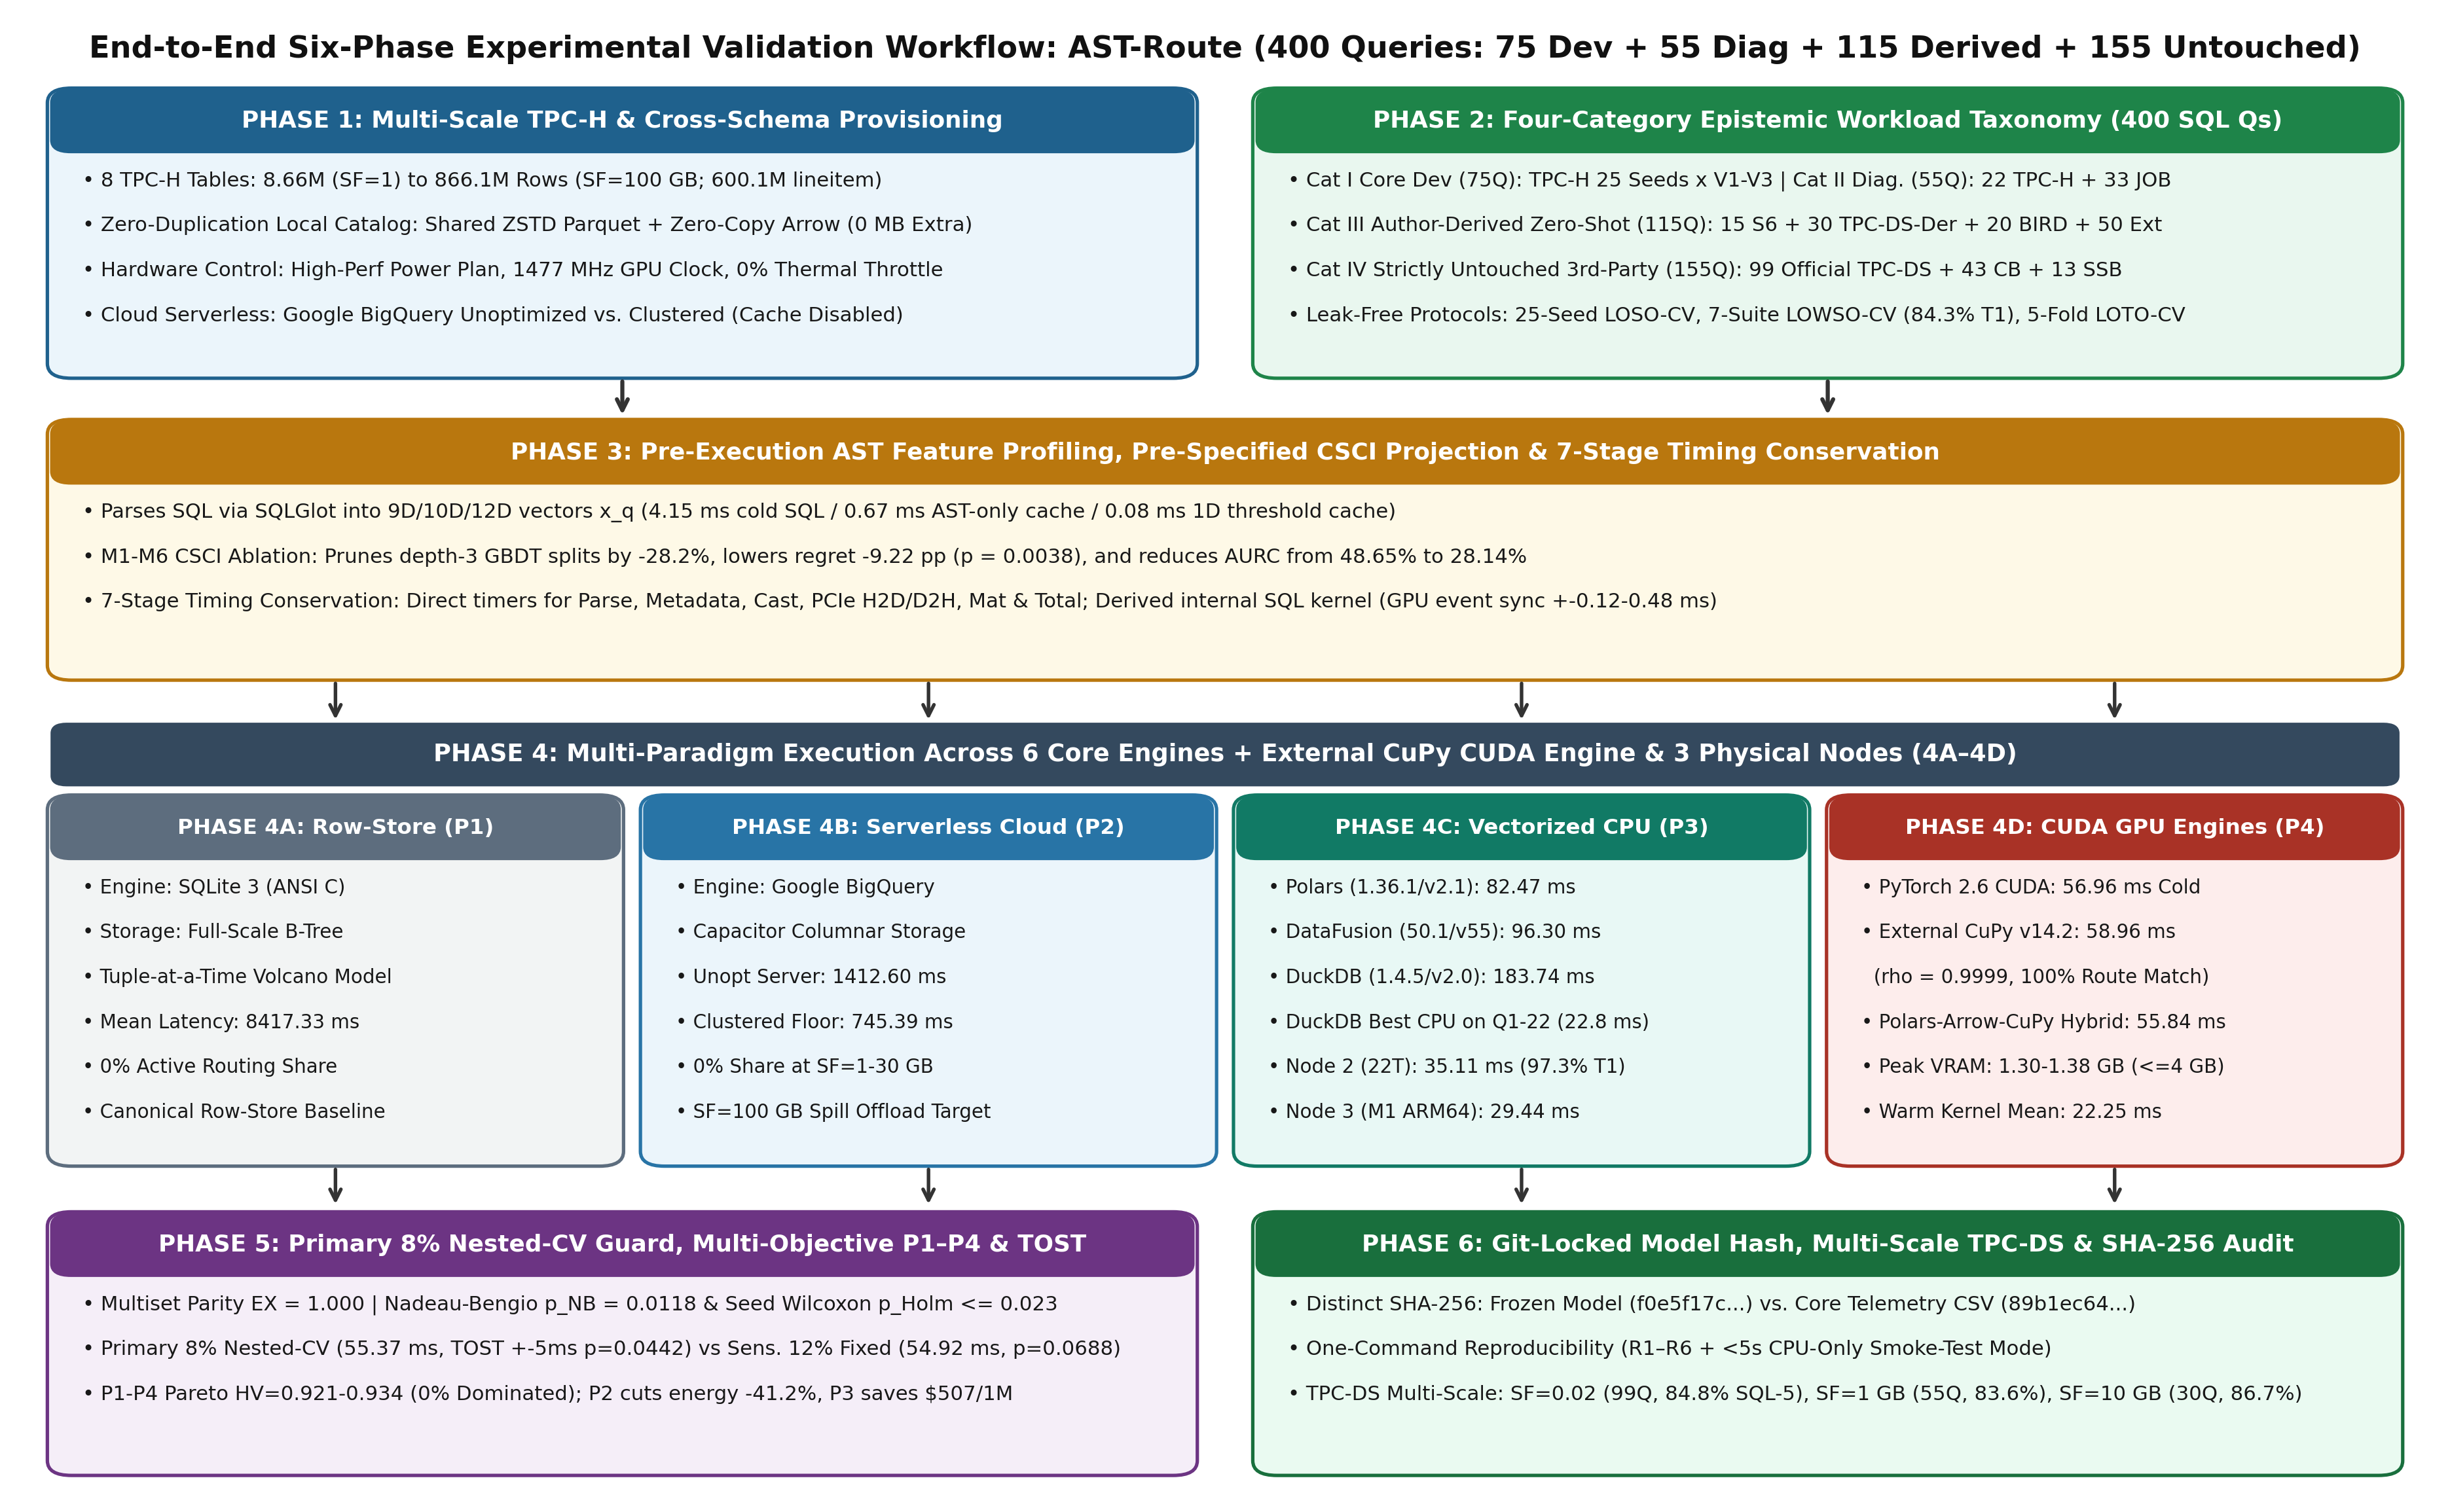 End-to-End Six-Phase Experimental Validation Workflow: AST-Route (400 Queries: 75 Dev + 55 Diag + 115 Derived + 155 Untouched)
PHASE 1: Multi-Scale TPC-H & Cross-Schema Provisioning
• 8 TPC-H Tables: 8.66M (SF=1) to 866.1M Rows (SF=100 GB; 600.1M lineitem)
• Zero-Duplication Local Catalog: Shared ZSTD Parquet + Zero-Copy Arrow (0 MB Extra)
• Hardware Control: High-Perf Power Plan, 1477 MHz GPU Clock, 0% Thermal Throttle
• Cloud Serverless: Google BigQuery Unoptimized vs. Clustered (Cache Disabled)
PHASE 2: Four-Category Epistemic Workload Taxonomy (400 SQL Qs)
• Cat I Core Dev (75Q): TPC-H 25 Seeds x V1-V3 | Cat II Diag. (55Q): 22 TPC-H + 33 JOB
• Cat III Author-Derived Zero-Shot (115Q): 15 S6 + 30 TPC-DS-Der + 20 BIRD + 50 Ext
• Cat IV Strictly Untouched 3rd-Party (155Q): 99 Official TPC-DS + 43 CB + 13 SSB
• Leak-Free Protocols: 25-Seed LOSO-CV, 7-Suite LOWSO-CV (84.3% T1), 5-Fold LOTO-CV
PHASE 3: Pre-Execution AST Feature Profiling, Pre-Specified CSCI Projection & 7-Stage Timing Conservation
• Parses SQL via SQLGlot into 9D/10D/12D vectors x_q (4.15 ms cold SQL / 0.67 ms AST-only cache / 0.08 ms 1D threshold cache)
• M1-M6 CSCI Ablation: Prunes depth-3 GBDT splits by -28.2%, lowers regret -9.22 pp (p = 0.0038), and reduces AURC from 48.65% to 28.14%
• 7-Stage Timing Conservation: Direct timers for Parse, Metadata, Cast, PCIe H2D/D2H, Mat & Total; Derived internal SQL kernel (GPU event sync +-0.12-0.48 ms)
PHASE 4: Multi-Paradigm Execution Across 6 Core Engines + External CuPy CUDA Engine & 3 Physical Nodes (4A–4D)
PHASE 4A: Row-Store (P1)
• Engine: SQLite 3 (ANSI C)
• Storage: Full-Scale B-Tree
• Tuple-at-a-Time Volcano Model
• Mean Latency: 8417.33 ms
• 0% Active Routing Share
• Canonical Row-Store Baseline
PHASE 4B: Serverless Cloud (P2)
• Engine: Google BigQuery
• Capacitor Columnar Storage
• Unopt Server: 1412.60 ms
• Clustered Floor: 745.39 ms
• 0% Share at SF=1-30 GB
• SF=100 GB Spill Offload Target
PHASE 4C: Vectorized CPU (P3)
• Polars (1.36.1/v2.1): 82.47 ms
• DataFusion (50.1/v55): 96.30 ms
• DuckDB (1.4.5/v2.0): 183.74 ms
• DuckDB Best CPU on Q1-22 (22.8 ms)
• Node 2 (22T): 35.11 ms (97.3% T1)
• Node 3 (M1 ARM64): 29.44 ms
PHASE 4D: CUDA GPU Engines (P4)
• PyTorch 2.6 CUDA: 56.96 ms Cold
• External CuPy v14.2: 58.96 ms
(rho = 0.9999, 100% Route Match)
• Polars-Arrow-CuPy Hybrid: 55.84 ms
• Peak VRAM: 1.30-1.38 GB (<=4 GB)
• Warm Kernel Mean: 22.25 ms
PHASE 5: Primary 8% Nested-CV Guard, Multi-Objective P1–P4 & TOST
• Multiset Parity EX = 1.000 | Nadeau-Bengio p_NB = 0.0118 & Seed Wilcoxon p_Holm <= 0.023
• Primary 8% Nested-CV (55.37 ms, TOST +-5ms p=0.0442) vs Sens. 12% Fixed (54.92 ms, p=0.0688)
• P1-P4 Pareto HV=0.921-0.934 (0% Dominated); P2 cuts energy -41.2%, P3 saves $507/1M
PHASE 6: Git-Locked Model Hash, Multi-Scale TPC-DS & SHA-256 Audit
• Distinct SHA-256: Frozen Model (f0e5f17c...) vs. Core Telemetry CSV (89b1ec64...)
• One-Command Reproducibility (R1–R6 + <5s CPU-Only Smoke-Test Mode)
• TPC-DS Multi-Scale: SF=0.02 (99Q, 84.8% SQL-5), SF=1 GB (55Q, 83.6%), SF=10 GB (30Q, 86.7%)